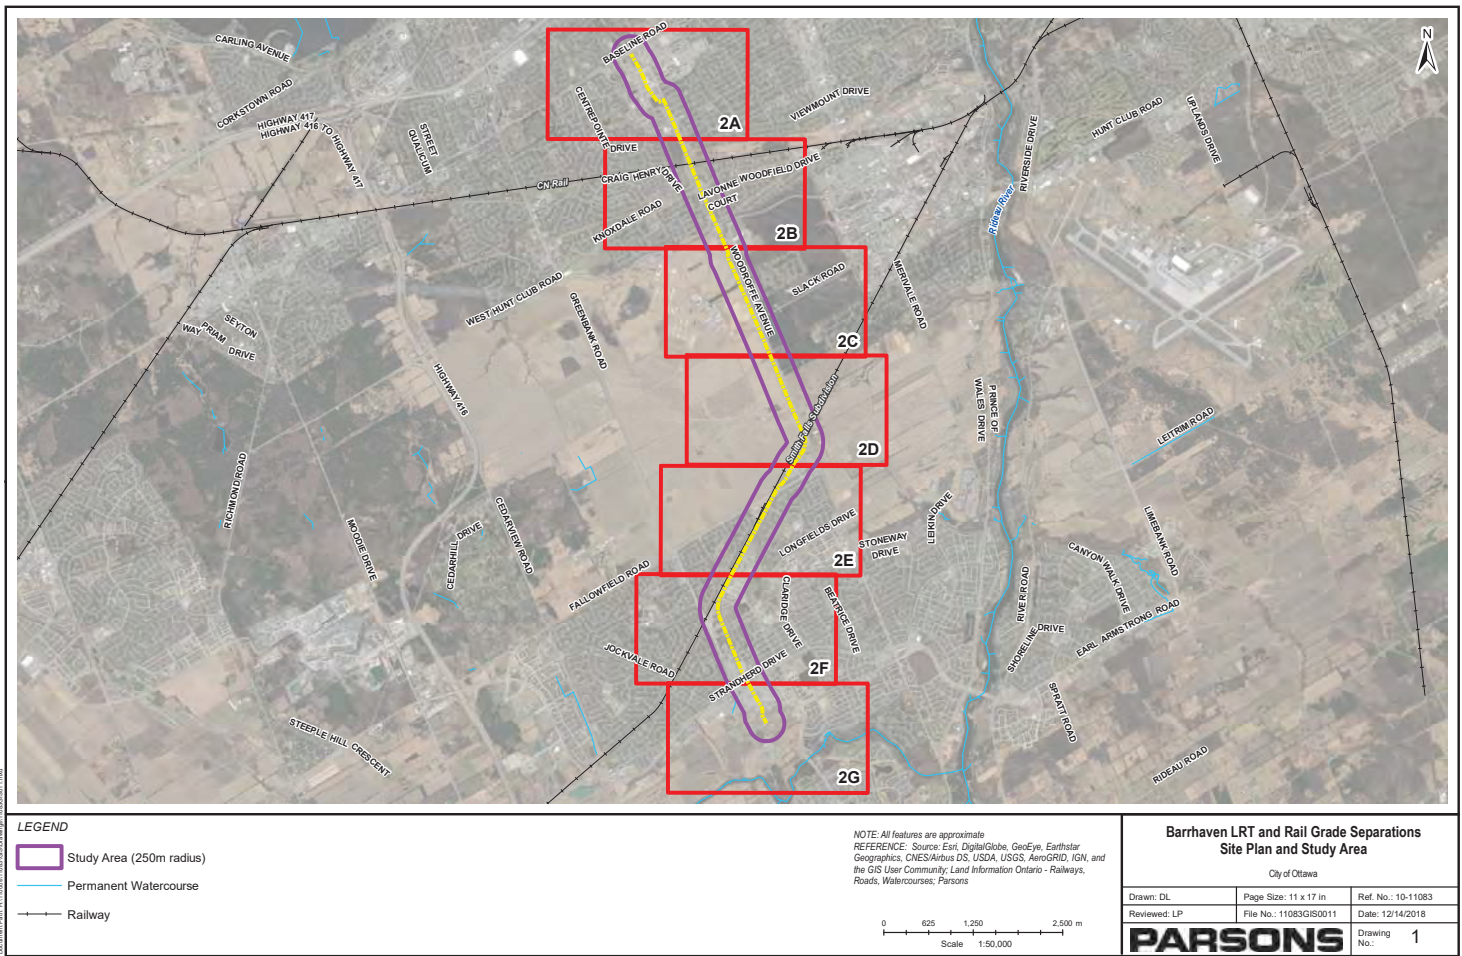 N
CARLING AVENUE
BASELINE ROAD
CORKSTOWN ROAD
HIGHWAY 417
HIGHWAY 416
TO HIGHWAY 417
STREET
QUALICUM
CENTREPOINTE
DRIVE
VIEWMOUNT DRIVE
HUNT CLUB ROAD
UPLANDS DRIVE
RIVERSIDE DRIVE
2A
CN Rail
CRAIG HENRY
DRIVE
LAVONNE WOODFIELD DRIVE
COURT
KNOXDALE ROAD
Rideau River
2B
WOODROFFE AVENUE
SLACK ROAD
MERIVALE ROAD
WEST HUNT CLUB ROAD
GREENBANK ROAD
SEYTON
PRIAM
WAY
DRIVE
2C
HIGHWAY 416
Smith Falls Subdivision
PRINCE OF
WALES DRIVE
LEITRIM ROAD
2D
RICHMOND ROAD
MOODIE DRIVE
CEDARHILL DRIVE
CEDARVIEW ROAD
LONGFIELDS DRIVE
STONEWAY
DRIVE
LEIKIN DRIVE
LIMEBANK ROAD
CANYON WALK DRIVE
2E
FALLOWFIELD ROAD
CLARIDGE DRIVE
BEATRICE DRIVE
RIVER ROAD
SHORELINE DRIVE
EARL ARMSTRONG ROAD
JOCKVALE ROAD
STRANDHERD DRIVE
2F
SPRATT ROAD
STEEPLE HILL CRESCENT
RIDEAU ROAD
2G
LEGEND
Study Area (250m radius)
Permanent Watercourse
Railway
NOTE: All features are approximate
REFERENCE: Source: Esri, DigitalGlobe, GeoEye, Earthstar
Geographics, CNES/Airbus DS, USDA, USGS, AeroGRID, IGN, and
the GIS User Community; Land Information Ontario - Railways,
Roads, Watercourses; Parsons
0 625 1,250 2,500 m
Scale 1:50,000
Barrhaven LRT and Rail Grade Separations
Site Plan and Study Area
City of Ottawa
Drawn: DL Page Size: 11 x 17 in Ref. No.: 10-11083
Reviewed: LP File No.: 11083GIS0011 Date: 12/14/2018
PARSONS
Drawing
No.: 1